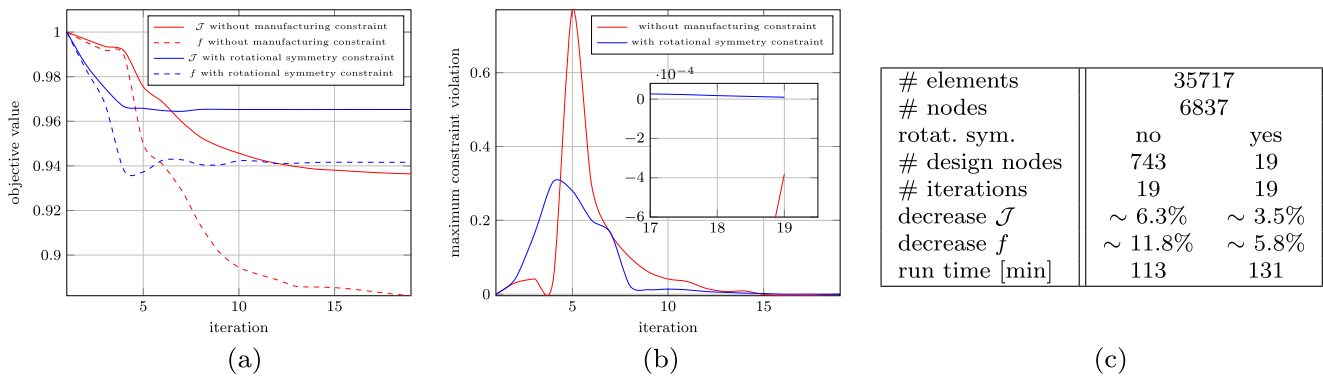 1
0.98
0.96
0.94
0.92
0.9
5
10
15
objective value
iteration
𝒥 without manufacturing constraint
f without manufacturing constraint
𝒥 with rotational symmetry constraint
f with rotational symmetry constraint
(a)
0.6
0.4
0.2
0
5
10
15
maximum constraint violation
iteration
without manufacturing constraint
with rotational symmetry constraint
·10⁻⁴
0
−2
−4
−6
17
18
19
(b)
# elements 35717
# nodes 6837
rotat. sym. no yes
# design nodes 743 19
# iterations 19 19
decrease 𝒥 ∼ 6.3% ∼ 3.5%
decrease f ∼ 11.8% ∼ 5.8%
run time [min] 113 131
(c)